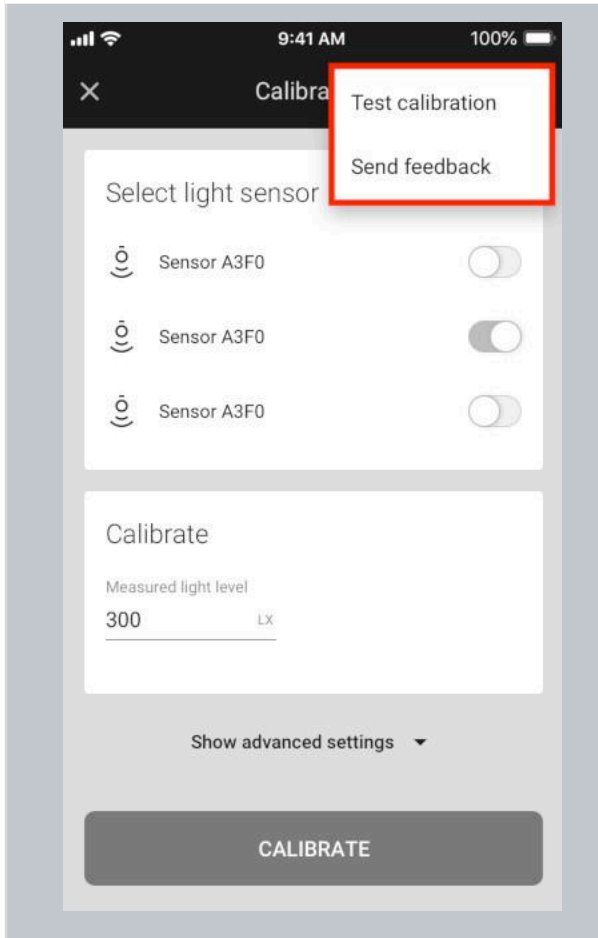 9:41 AM 100%
Calibra
Test calibration
Send feedback
Select light sensor
Sensor A3F0
Sensor A3F0
Sensor A3F0
Calibrate
Measured light level
300 LX
Show advanced settings
CALIBRATE